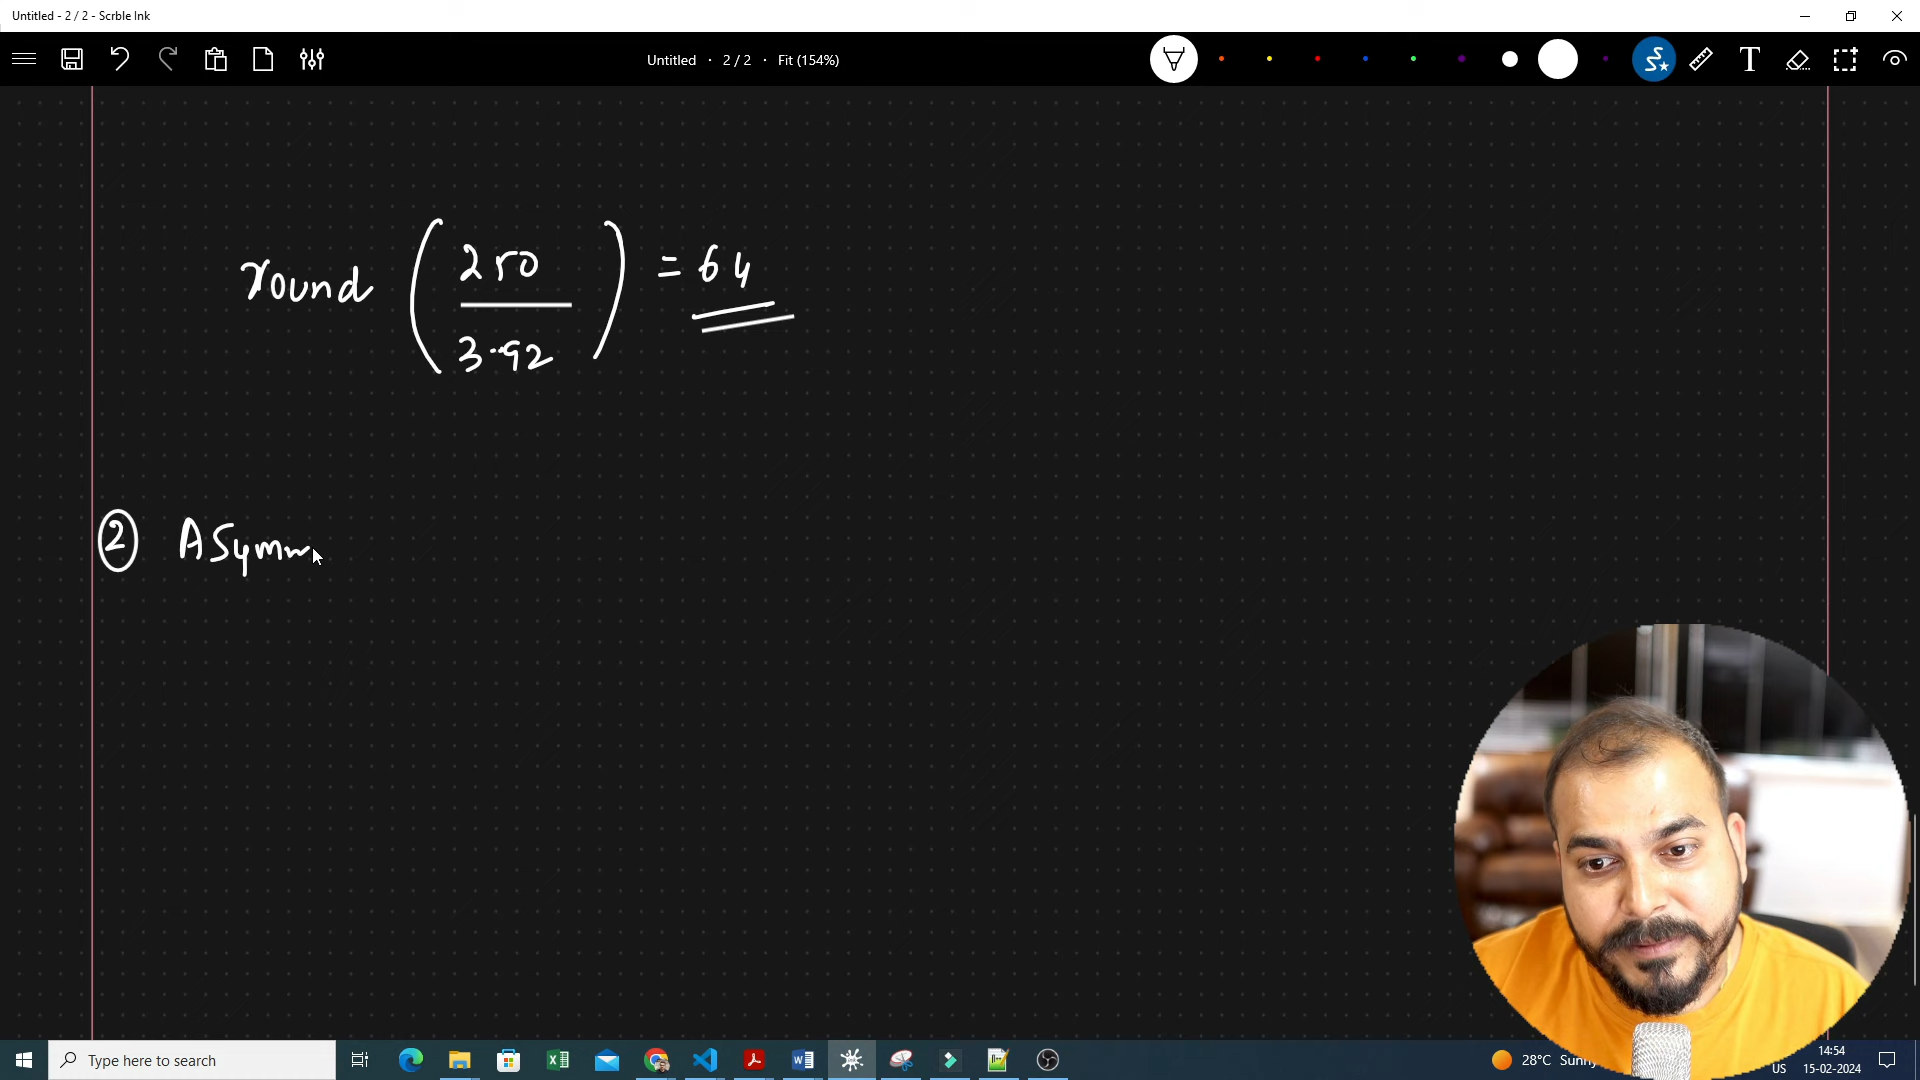 Untitled - 2 / 2 - Scrble Ink
Untitled · 2 / 2 · Fit (154%)
T
round ( 250 / 3.92 ) = 64
② ASymm
Type here to search
28°C Sunny
14:54
US 15-02-2024